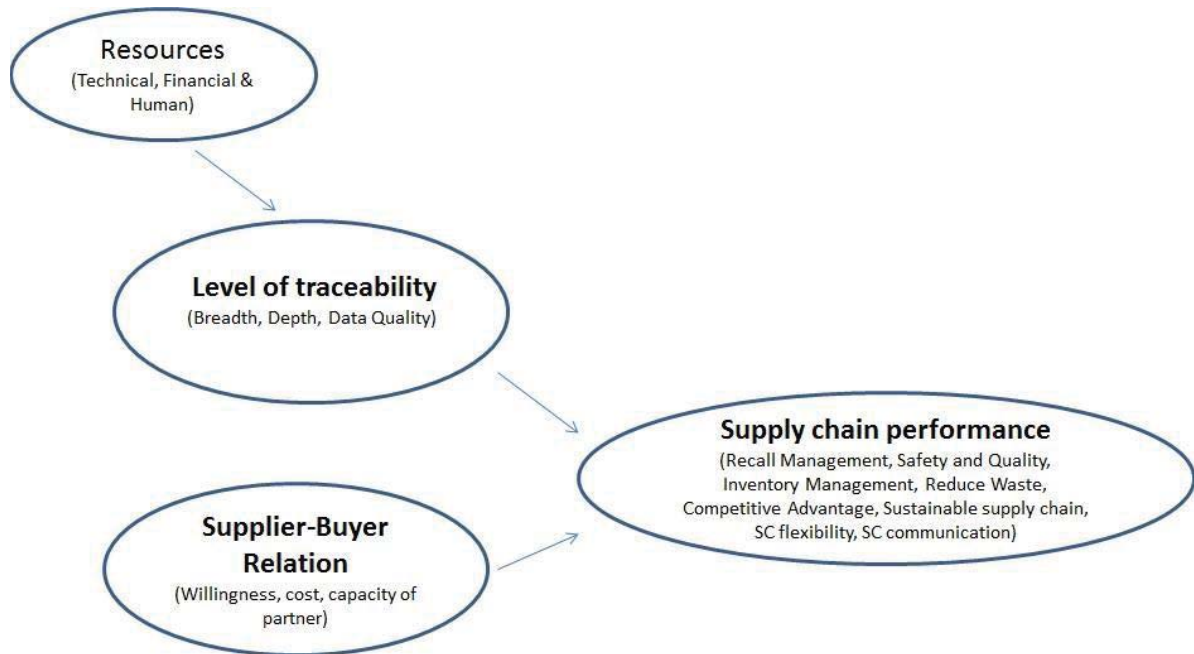 Resources
(Technical, Financial &
Human)
Level of traceability
(Breadth, Depth, Data Quality)
Supply chain performance
(Recall Management, Safety and Quality,
Inventory Management, Reduce Waste,
Competitive Advantage, Sustainable supply chain,
SC flexibility, SC communication)
Supplier-Buyer
Relation
(Willingness, cost, capacity of
partner)